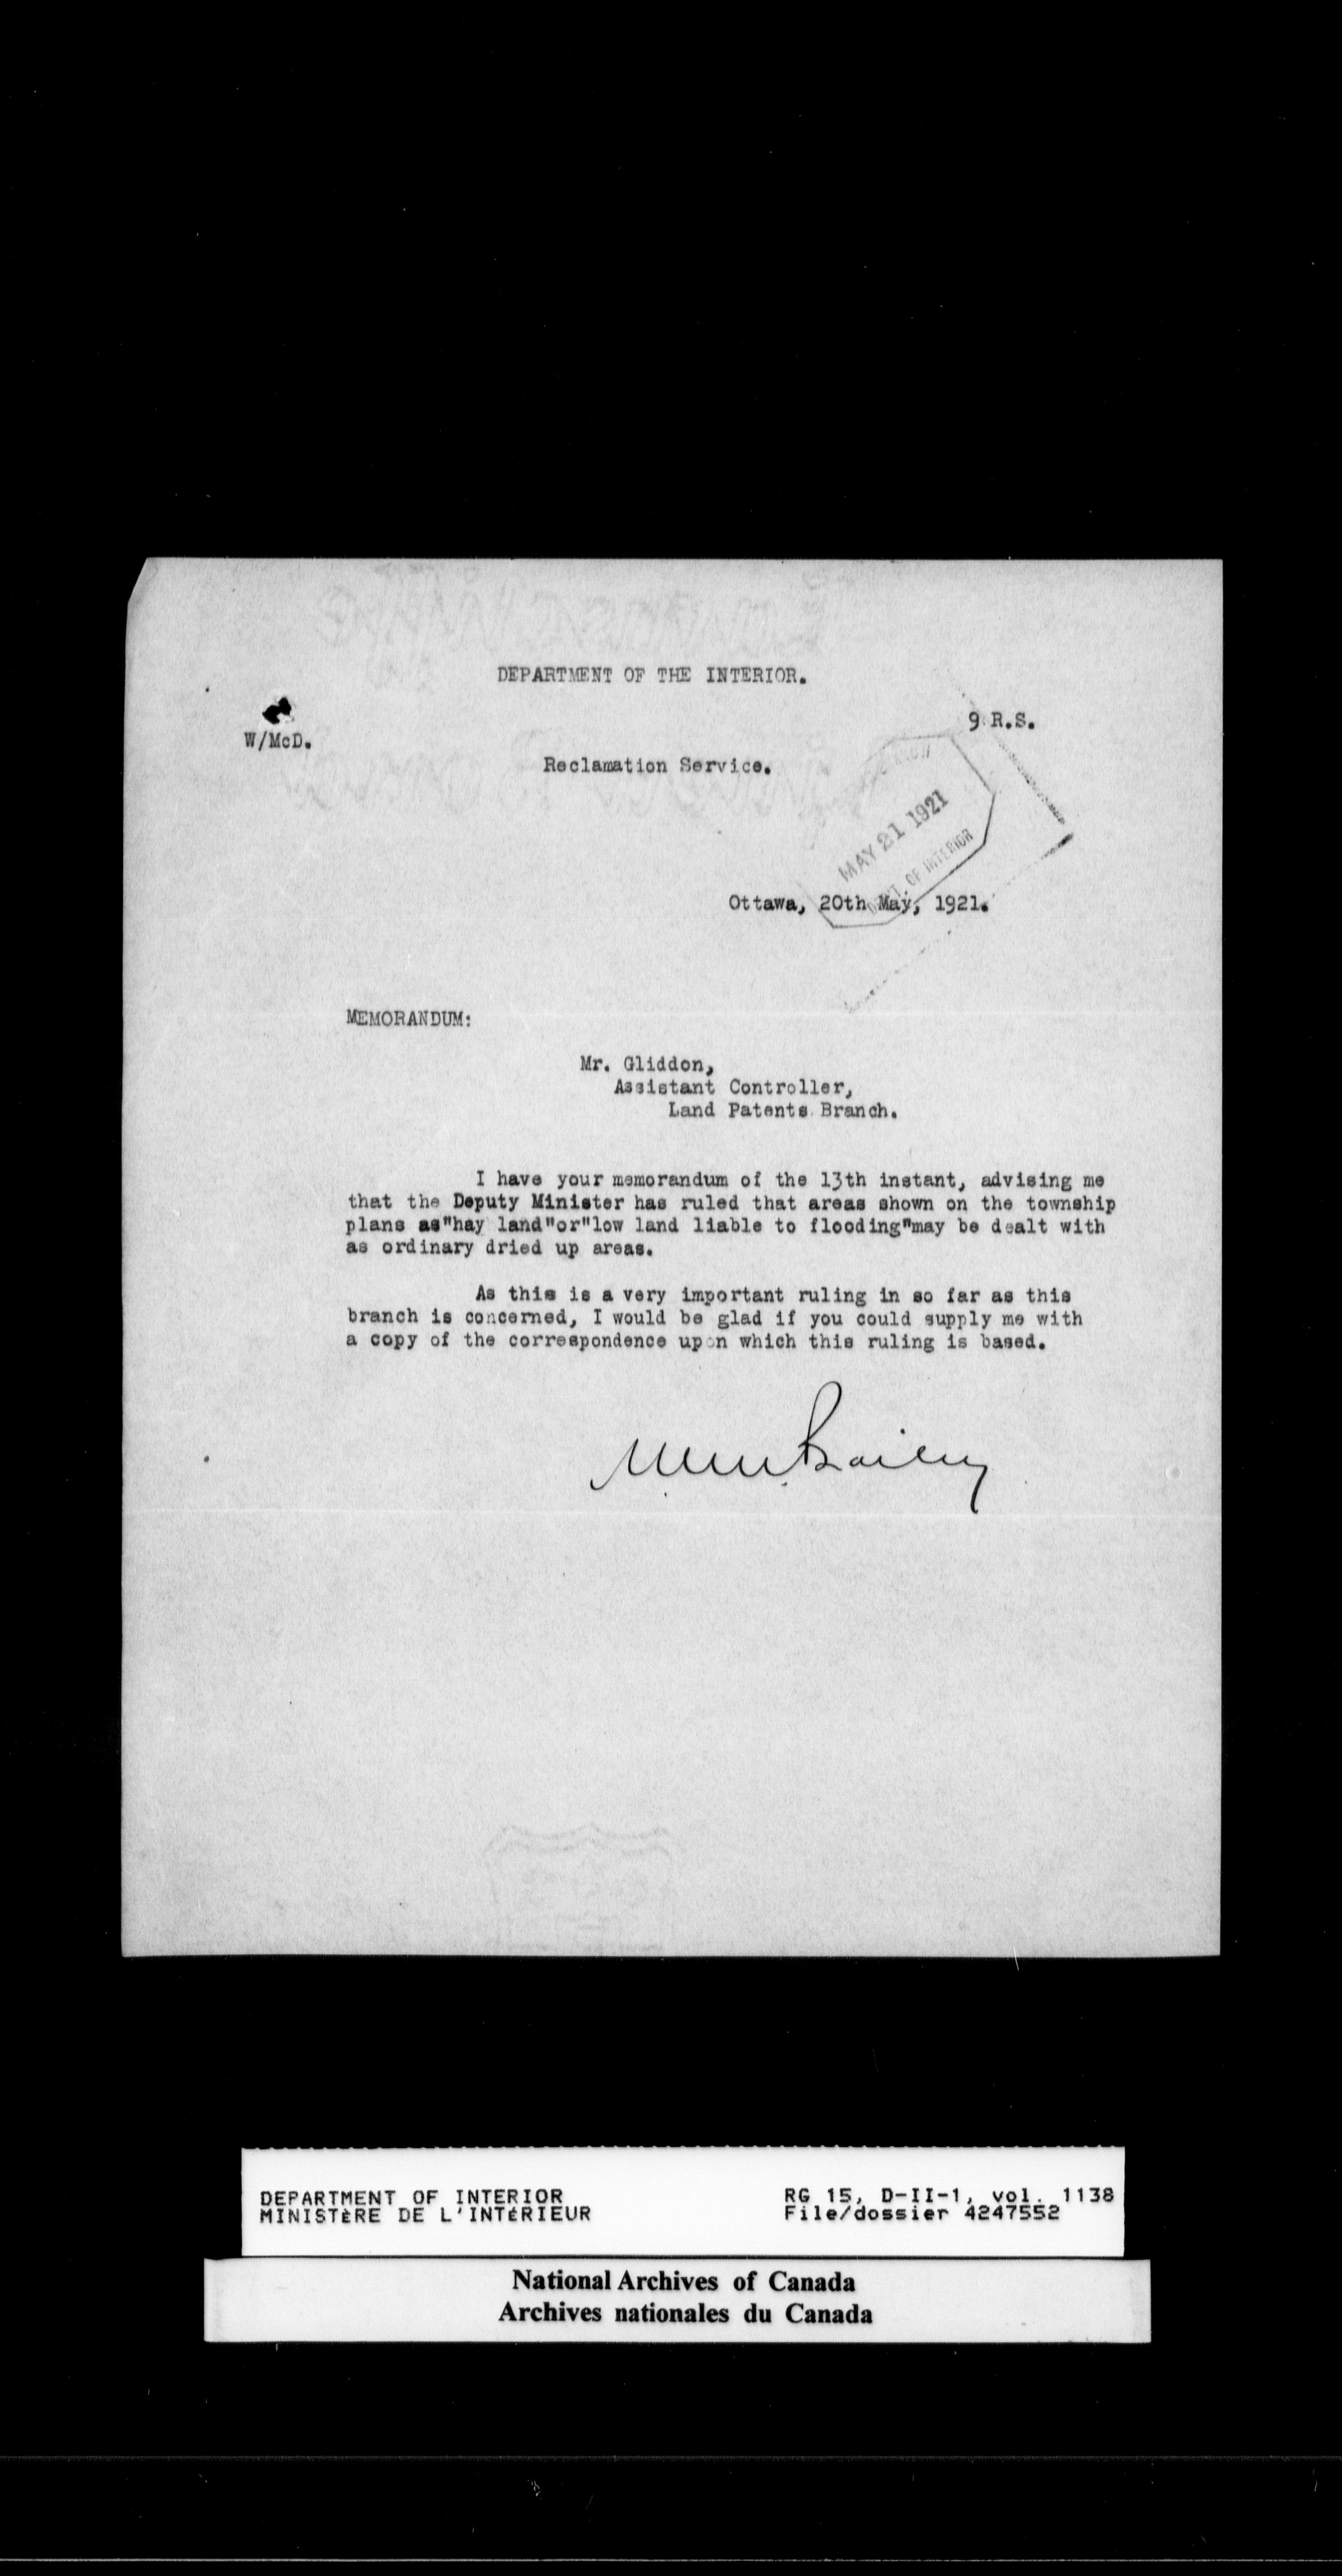 DEPARTMENT OF THE INTERIOR.
9 R.S.
W/McD.
Reclamation Service.
MAY 21 1921
DEPT. OF INTERIOR
Ottawa, 20th May, 1921.
MEMORANDUM:
Mr. Gliddon,
Assistant Controller,
Land Patents Branch.
I have your memorandum of the 13th instant, advising me
that the Deputy Minister has ruled that areas shown on the township
plans as"hay land"or"low land liable to flooding"may be dealt with
as ordinary dried up areas.
As this is a very important ruling in so far as this
branch is concerned, I would be glad if you could supply me with
a copy of the correspondence upon which this ruling is based.
Bailey
DEPARTMENT OF INTERIOR
MINISTÈRE DE L'INTÉRIEUR
RG 15, D-II-1, vol. 1138
File/dossier 4247552
National Archives of Canada
Archives nationales du Canada